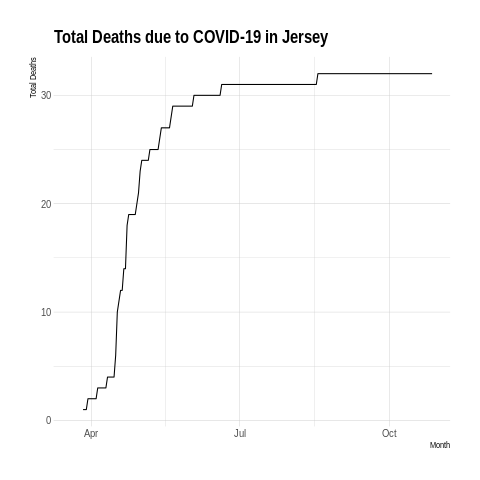 Total Deaths due to COVID-19 in Jersey
Total Deaths
30
20
10
0
Apr Jul Oct
Month